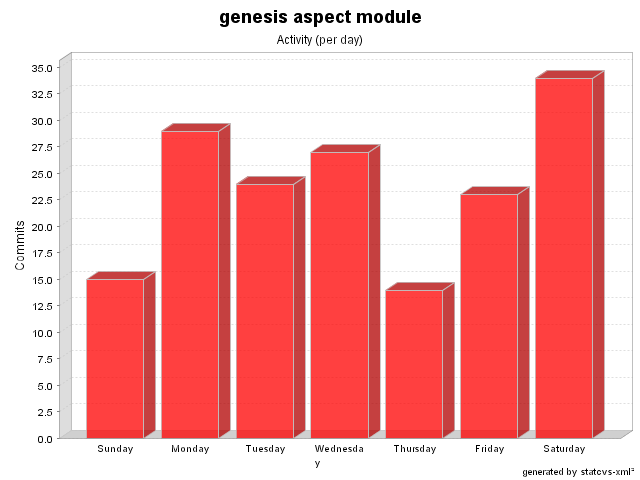 genesis aspect module
Activity (per day)
35.0
32.5
30.0
27.5
25.0
22.5
20.0
17.5
15.0
12.5
10.0
7.5
5.0
2.5
0.0
Commits
Sunday Monday Tuesday Wednesda Thursday Friday Saturday
y
generated by statcvs-xml²